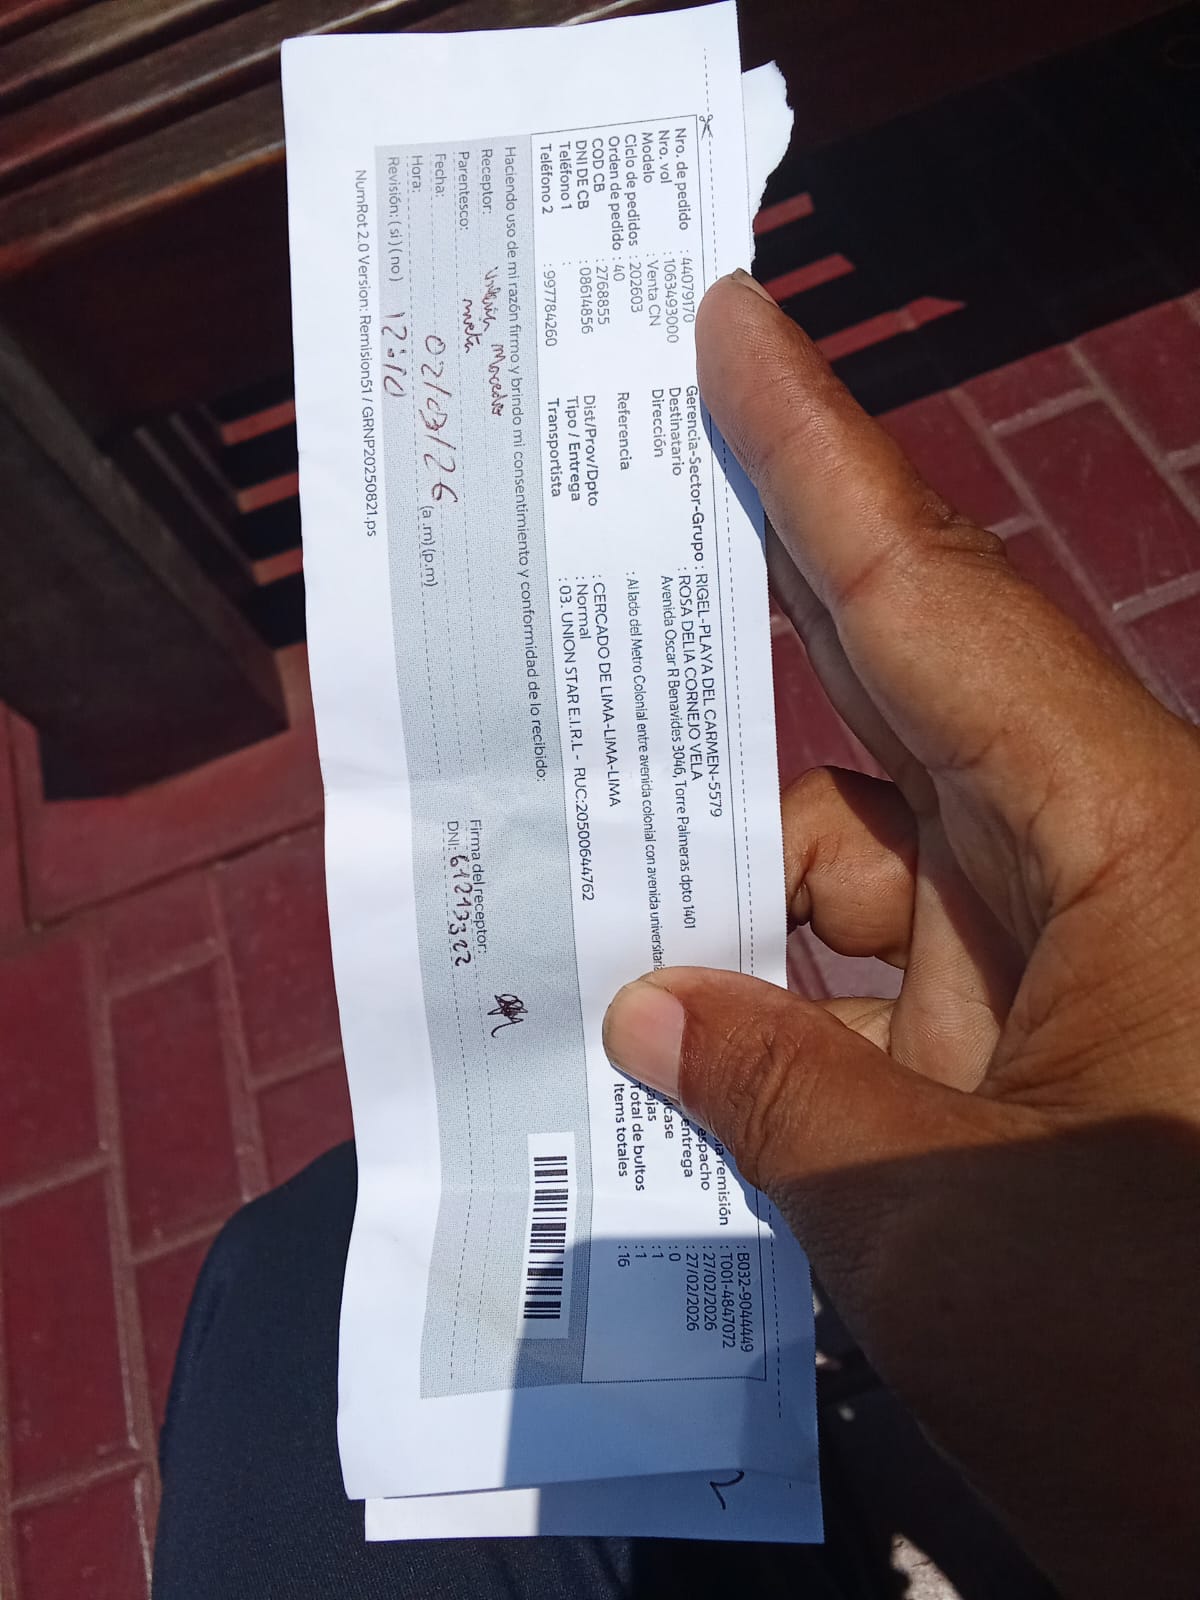 Nro. de pedido : 44079170
Nro. vol : 1063493000
Modelo : Venta CN
Ciclo de pedidos : 202603
Orden de pedido : 40
COD CB : 2768855
DNI DE CB : 08614856
Teléfono 1 :
Teléfono 2 : 997784260
Gerencia-Sector-Grupo : RIGEL-PLAYA DEL CARMEN-5579
Destinatario : ROSA DELIA CORNEJO VELA
Dirección Avenida Oscar R Benavides 3046, Torre Palmeras dpto 1401
Referencia : Al lado del Metro Colonial entre avenida colonial con avenida universitaria
Dist/Prov/Dpto : CERCADO DE LIMA-LIMA-LIMA
Tipo / Entrega : Normal
Transportista : 03. UNION STAR E.I.R.L - RUC:20500644762
: B032-9044449
remisión : T001-4847072
espacho : 27/02/2026
entrega : 27/02/2026
case : 0
ajas : 1
Total de bultos : 1
Items totales : 16
Haciendo uso de mi razón firmo y brindo mi consentimiento y conformidad de lo recibido:
Receptor:
Parentesco:
Fecha: 02/03/26
Hora: 12:10 (a.m) (p.m)
Revisión: ( si ) ( no )
Firma del receptor:
DNI:
NumRot 2.0 Version: Remision51 / GRNP20250821.ps
2